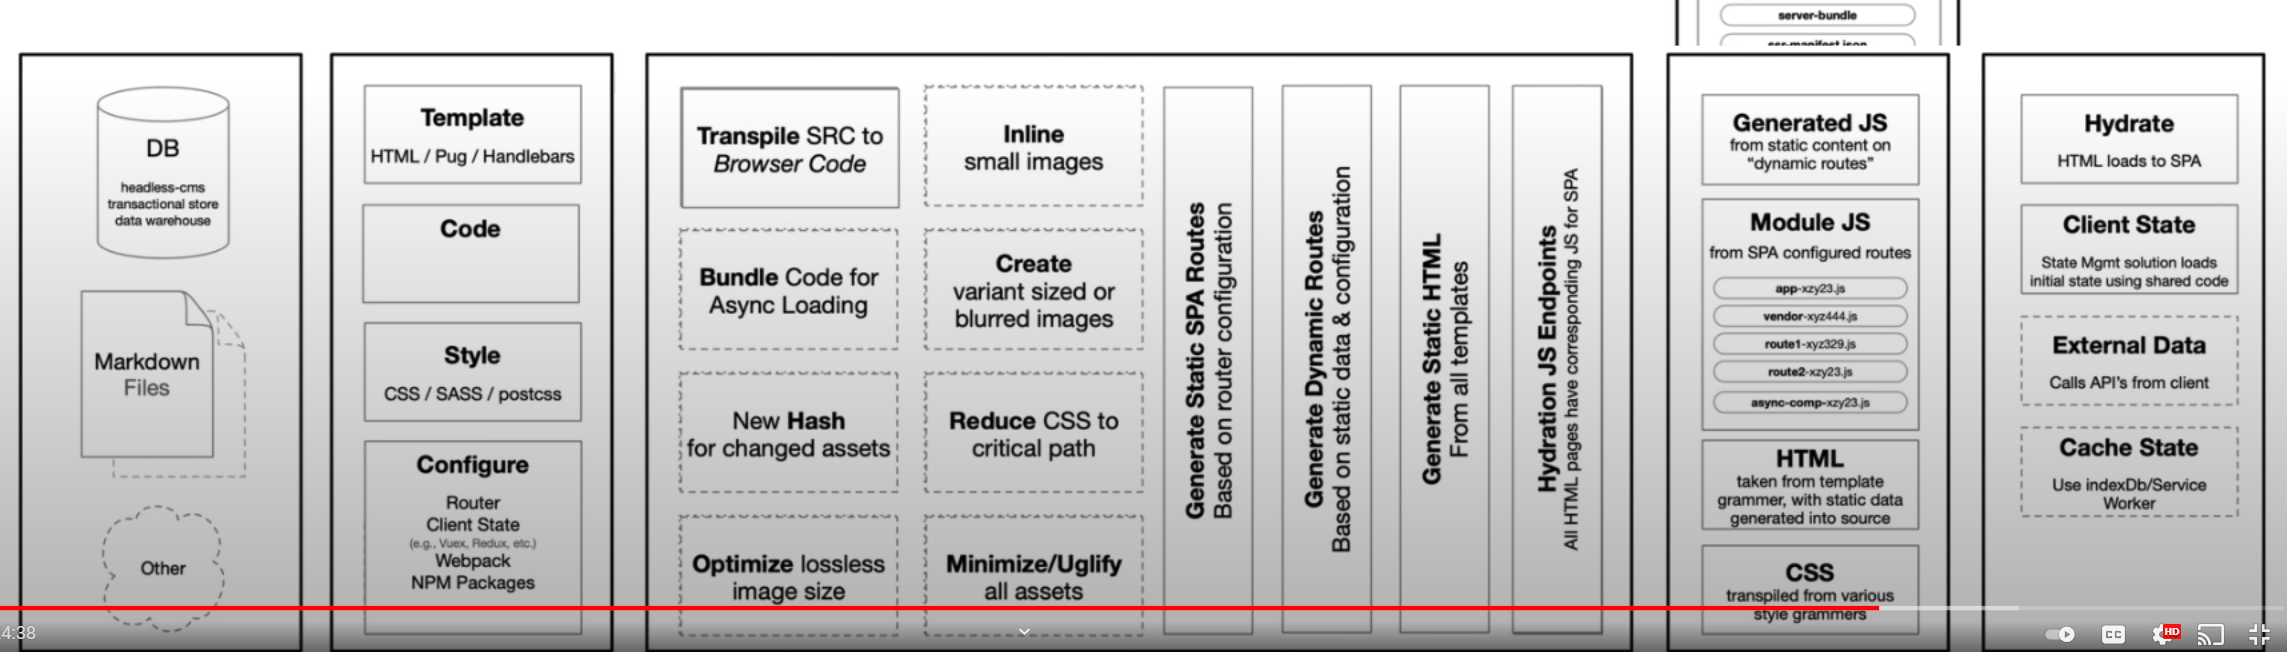 server-bundle
ssr-manifest.json
DB
headless-cms
transactional store
data warehouse
Markdown
Files
Other
Template
HTML / Pug / Handlebars
Code
Style
CSS / SASS / postcss
Configure
Router
Client State
(e.g., Vuex, Redux, etc.)
Webpack
NPM Packages
Transpile SRC to
Browser Code
Inline
small images
Bundle Code for
Async Loading
Create
variant sized or
blurred images
New Hash
for changed assets
Reduce CSS to
critical path
Optimize lossless
image size
Minimize/Uglify
all assets
Generate Static SPA Routes
Based on router configuration
Generate Dynamic Routes
Based on static data & configuration
Generate Static HTML
From all templates
Hydration JS Endpoints
All HTML pages have corresponding JS for SPA
Generated JS
from static content on
“dynamic routes”
Module JS
from SPA configured routes
app-xzy23.js
vendor-xyz444.js
route1-xyz329.js
route2-xzy23.js
async-comp-xzy23.js
HTML
taken from template
grammer, with static data
generated into source
CSS
transpiled from various
style grammers
Hydrate
HTML loads to SPA
Client State
State Mgmt solution loads
initial state using shared code
External Data
Calls API's from client
Cache State
Use indexDb/Service
Worker
4:38
CC
HD